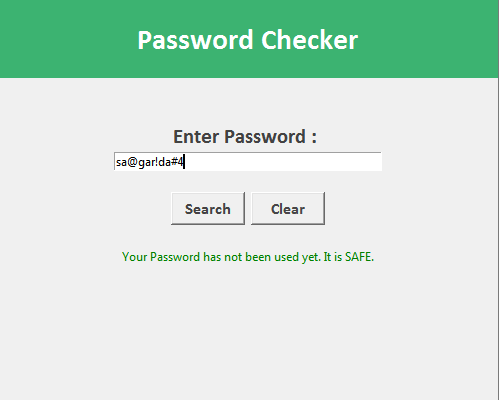 Password Checker
Enter Password :
sa@gar!da#4
Search Clear
Your Password has not been used yet. It is SAFE.